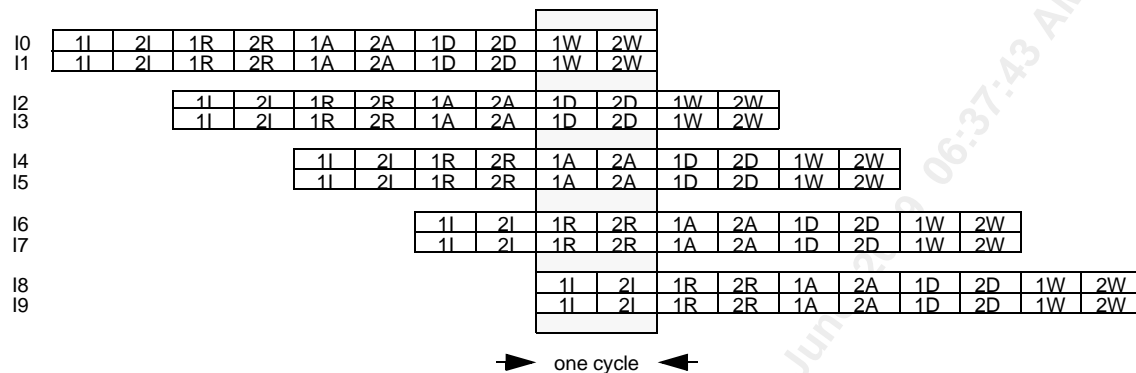 I0 1I 2I 1R 2R 1A 2A 1D 2D 1W 2W
I1 1I 2I 1R 2R 1A 2A 1D 2D 1W 2W
I2 1I 2I 1R 2R 1A 2A 1D 2D 1W 2W
I3 1I 2I 1R 2R 1A 2A 1D 2D 1W 2W
I4 1I 2I 1R 2R 1A 2A 1D 2D 1W 2W
I5 1I 2I 1R 2R 1A 2A 1D 2D 1W 2W
I6 1I 2I 1R 2R 1A 2A 1D 2D 1W 2W
I7 1I 2I 1R 2R 1A 2A 1D 2D 1W 2W
I8 1I 2I 1R 2R 1A 2A 1D 2D 1W 2W
I9 1I 2I 1R 2R 1A 2A 1D 2D 1W 2W
one cycle
06:37:43 AM